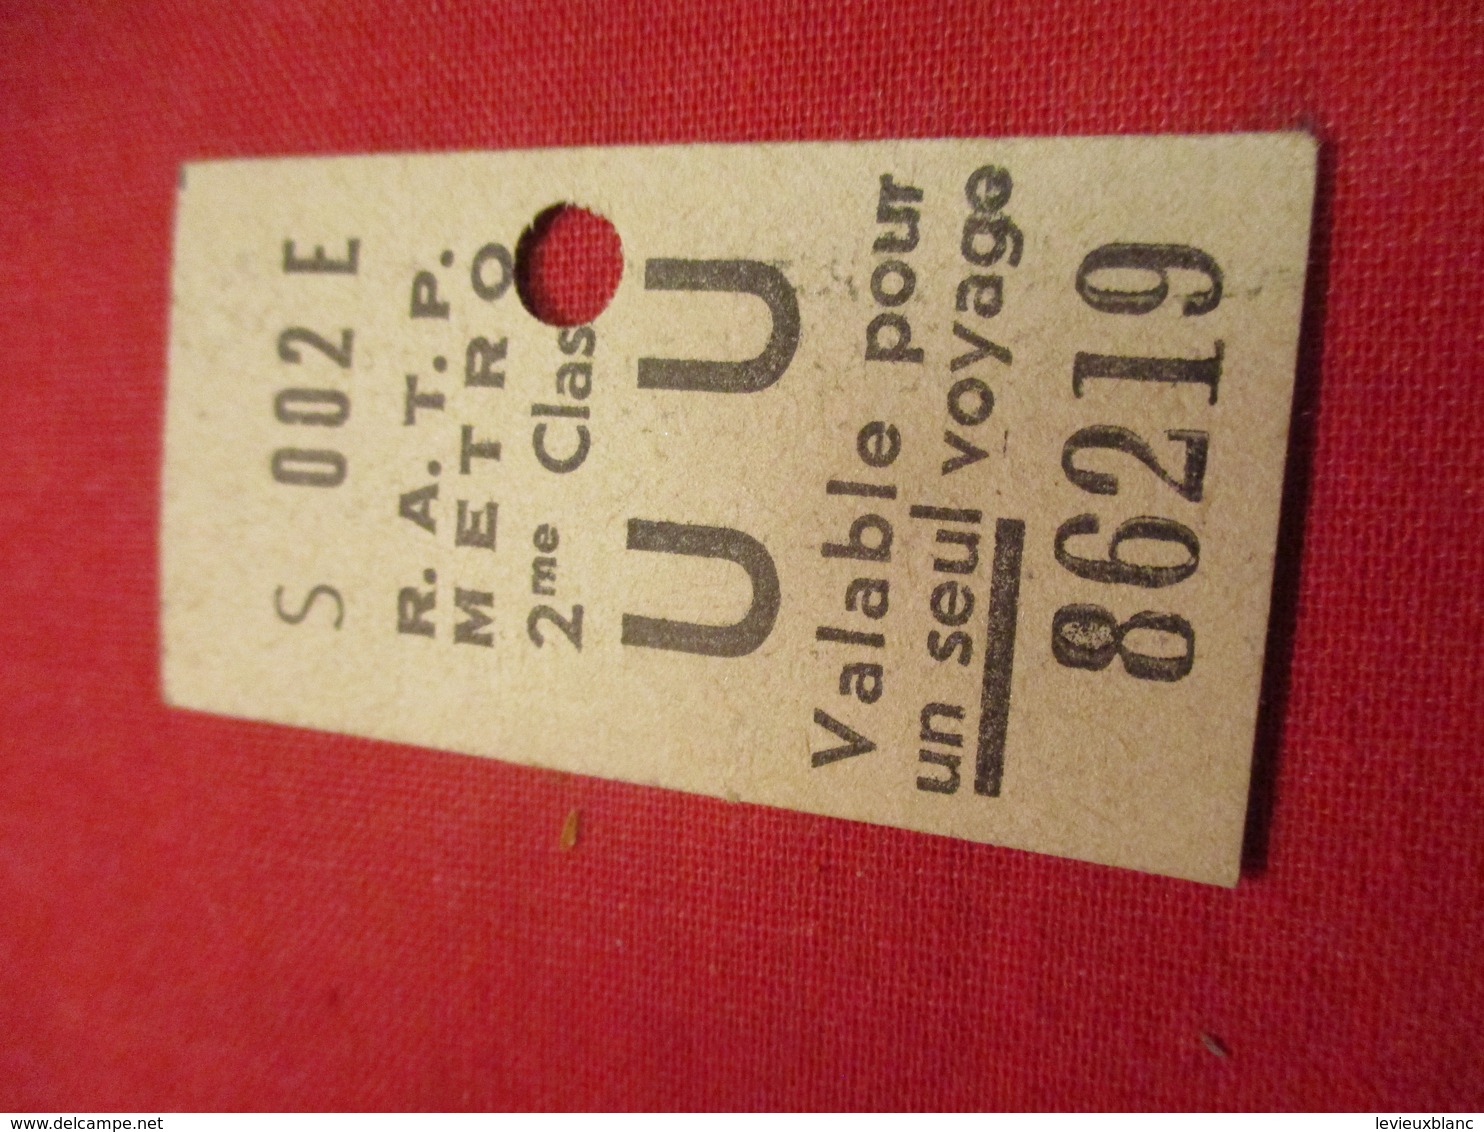 S 002 E
R.A.T.P.
METRO
2me Clas
U U
Valable pour
un seul voyage
86219
www.delcampe.net
levieuxblanc